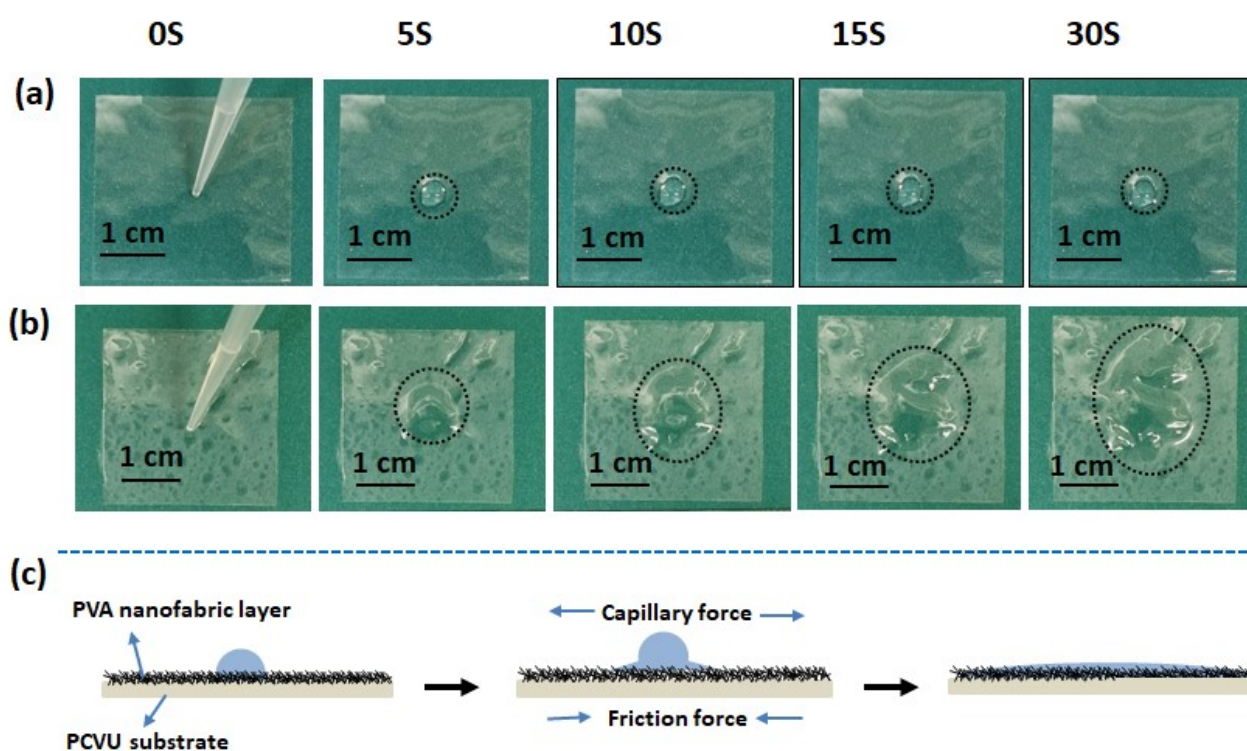 0S 5S 10S 15S 30S
(a)
1 cm 1 cm 1 cm 1 cm 1 cm
(b)
1 cm 1 cm 1 cm 1 cm 1 cm
(c)
PVA nanofabric layer
Capillary force
Friction force
PCVU substrate